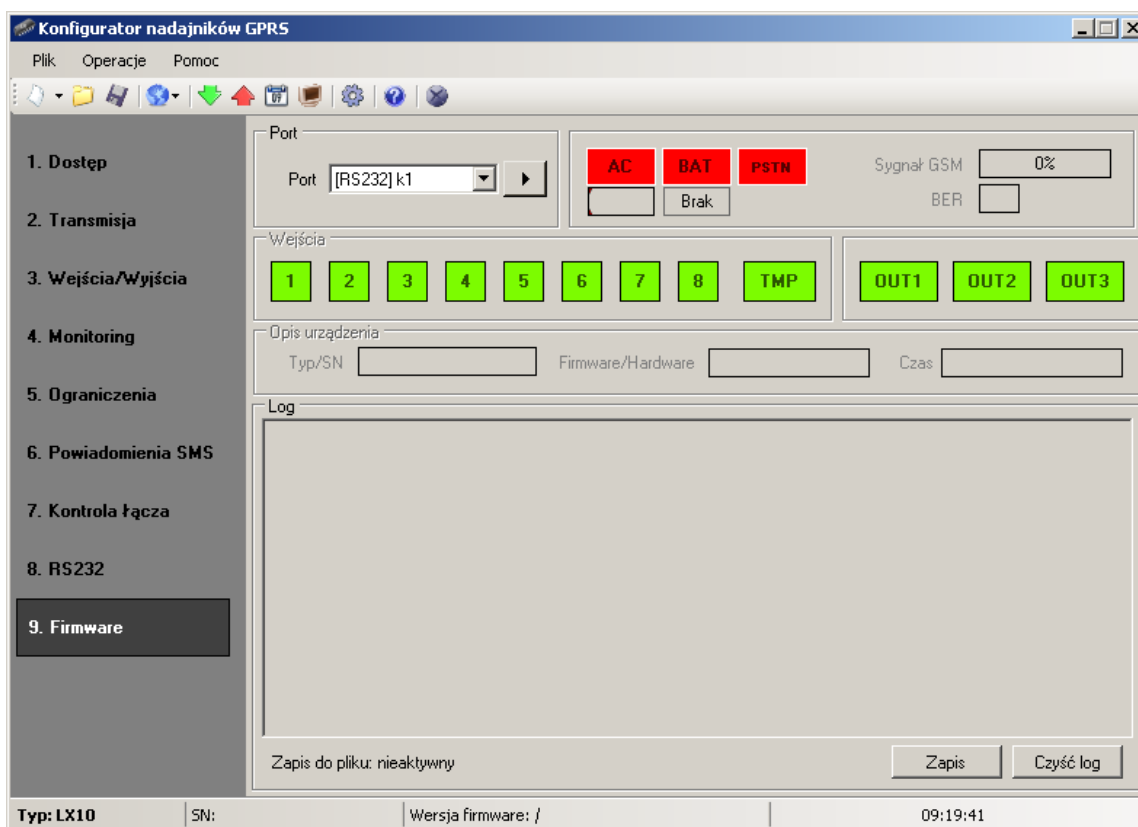 Konfigurator nadajników GPRS
Plik Operacje Pomoc
1. Dostęp
2. Transmisja
3. Wejścia/Wyjścia
4. Monitoring
5. Ograniczenia
6. Powiadomienia SMS
7. Kontrola łącza
8. RS232
9. Firmware
Port
Port [RS232] k1
AC BAT PSTN
Brak
Sygnał GSM 0%
BER
Wejścia
1 2 3 4 5 6 7 8 TMP
OUT1 OUT2 OUT3
Opis urządzenia
Typ/SN Firmware/Hardware Czas
Log
Zapis do pliku: nieaktywny
Zapis Czyść log
Typ: LX10 SN: Wersja firmware: / 09:19:41